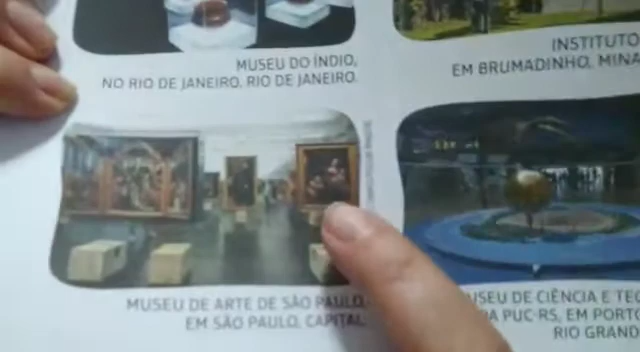 MUSEU DO ÍNDIO,
NO RIO DE JANEIRO, RIO DE JANEIRO.
INSTITUTO
EM BRUMADINHO, MINA
MUSEU DE ARTE DE SÃO PAULO,
EM SÃO PAULO, CAPITAL.
USEU DE CIÊNCIA E TEC
DA PUC-RS, EM PORTO
RIO GRAND